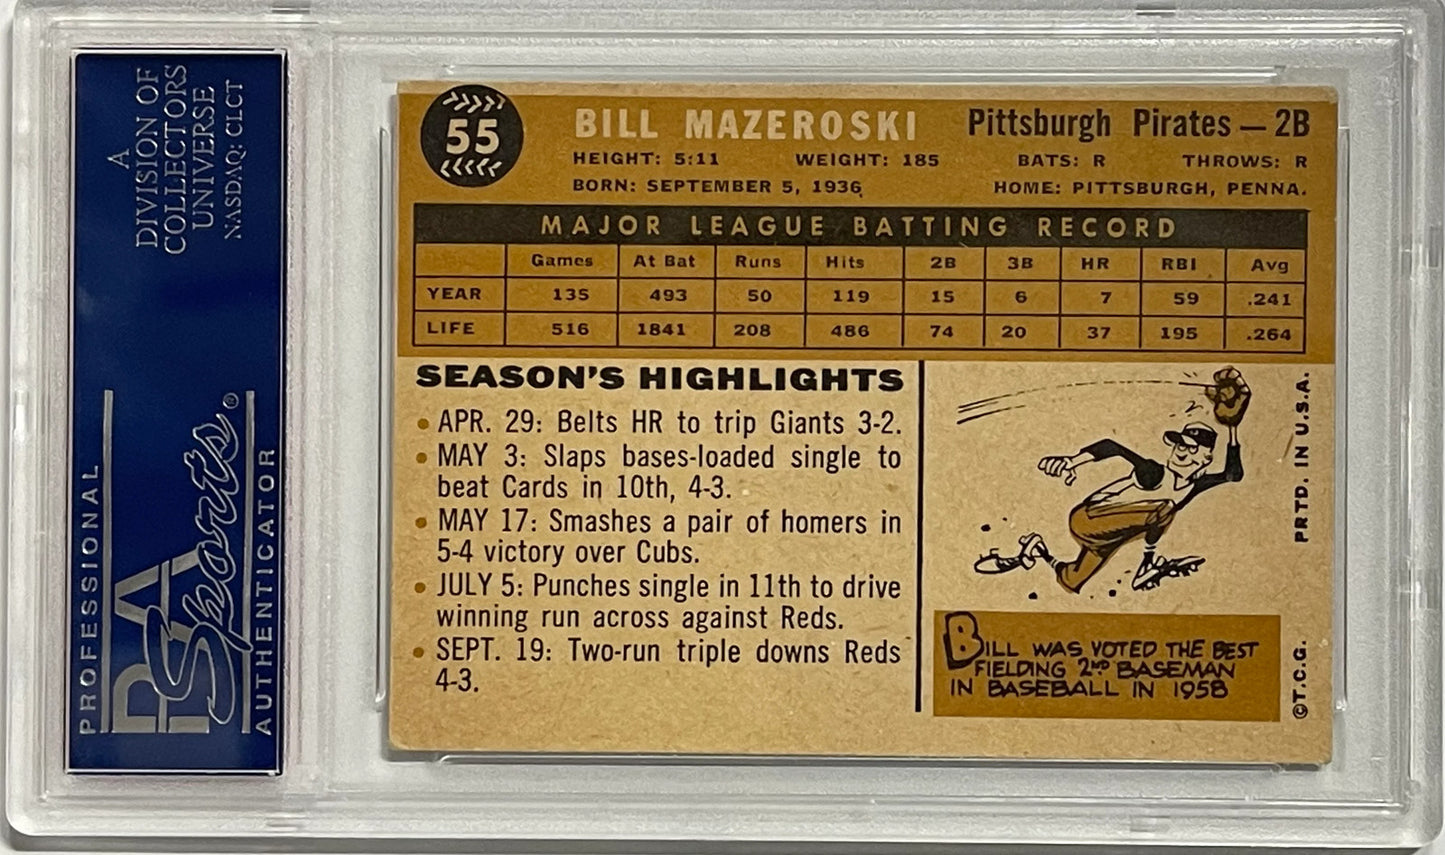 A
DIVISION OF
COLLECTORS
UNIVERSE
NASDAQ: CLCT
PROFESSIONAL
PSA
Sports®
AUTHENTICATOR
55
BILL MAZEROSKI Pittsburgh Pirates — 2B
HEIGHT: 5:11 WEIGHT: 185 BATS: R THROWS: R
BORN: SEPTEMBER 5, 1936 HOME: PITTSBURGH, PENNA.
MAJOR LEAGUE BATTING RECORD
Games At Bat Runs Hits 2B 3B HR RBI Avg
YEAR 135 493 50 119 15 6 7 59 .241
LIFE 516 1841 208 486 74 20 37 195 .264
SEASON'S HIGHLIGHTS
• APR. 29: Belts HR to trip Giants 3-2.
• MAY 3: Slaps bases-loaded single to
beat Cards in 10th, 4-3.
• MAY 17: Smashes a pair of homers in
5-4 victory over Cubs.
• JULY 5: Punches single in 11th to drive
winning run across against Reds.
• SEPT. 19: Two-run triple downs Reds
4-3.
BILL WAS VOTED THE BEST
FIELDING 2ND BASEMAN
IN BASEBALL IN 1958
©T.C.G. PRTD. IN U.S.A.